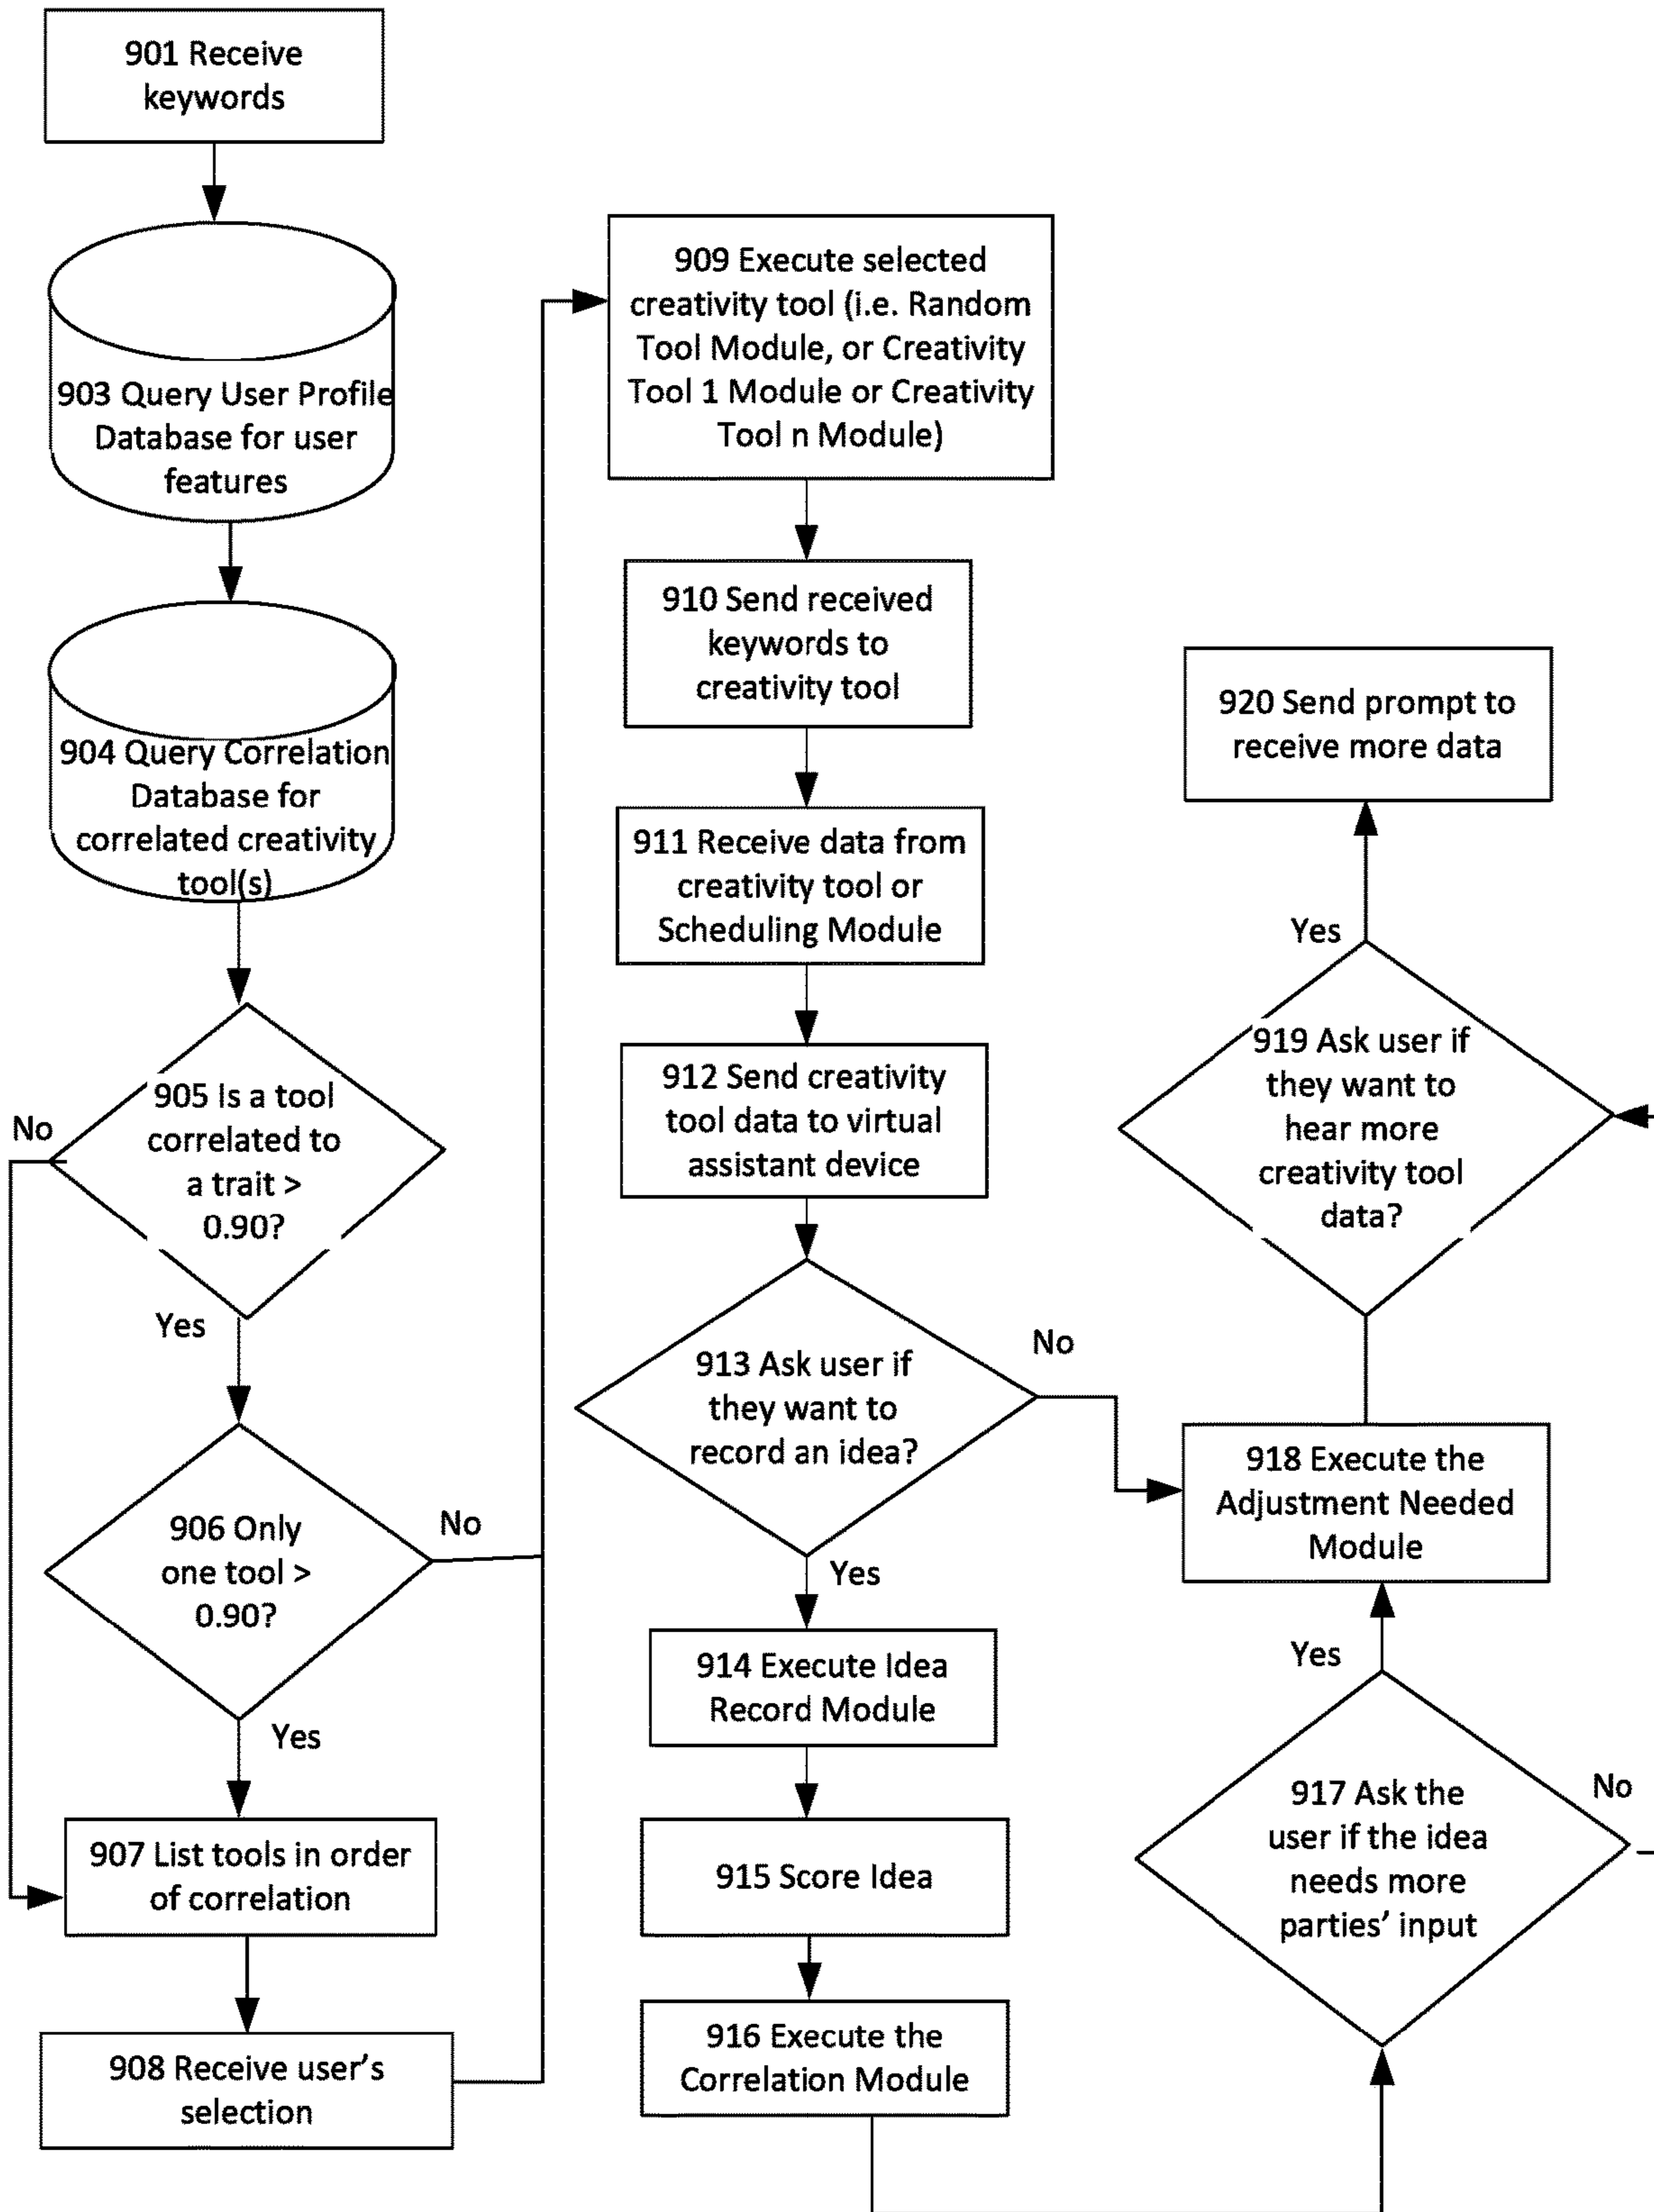 901 Receive
keywords
903 Query User Profile
Database for user
features
904 Query Correlation
Database for
correlated creativity
tool(s)
905 Is a tool
correlated to
a trait >
0.90?
No
Yes
906 Only
one tool >
0.90?
No
Yes
907 List tools in order
of correlation
908 Receive user's
selection
909 Execute selected
creativity tool (i.e. Random
Tool Module, or Creativity
Tool 1 Module or Creativity
Tool n Module)
910 Send received
keywords to
creativity tool
911 Receive data from
creativity tool or
Scheduling Module
912 Send creativity
tool data to virtual
assistant device
913 Ask user if
they want to
record an idea?
No
Yes
914 Execute Idea
Record Module
915 Score Idea
916 Execute the
Correlation Module
917 Ask the
user if the idea
needs more
parties' input
No
Yes
918 Execute the
Adjustment Needed
Module
919 Ask user if
they want to
hear more
creativity tool
data?
Yes
920 Send prompt to
receive more data